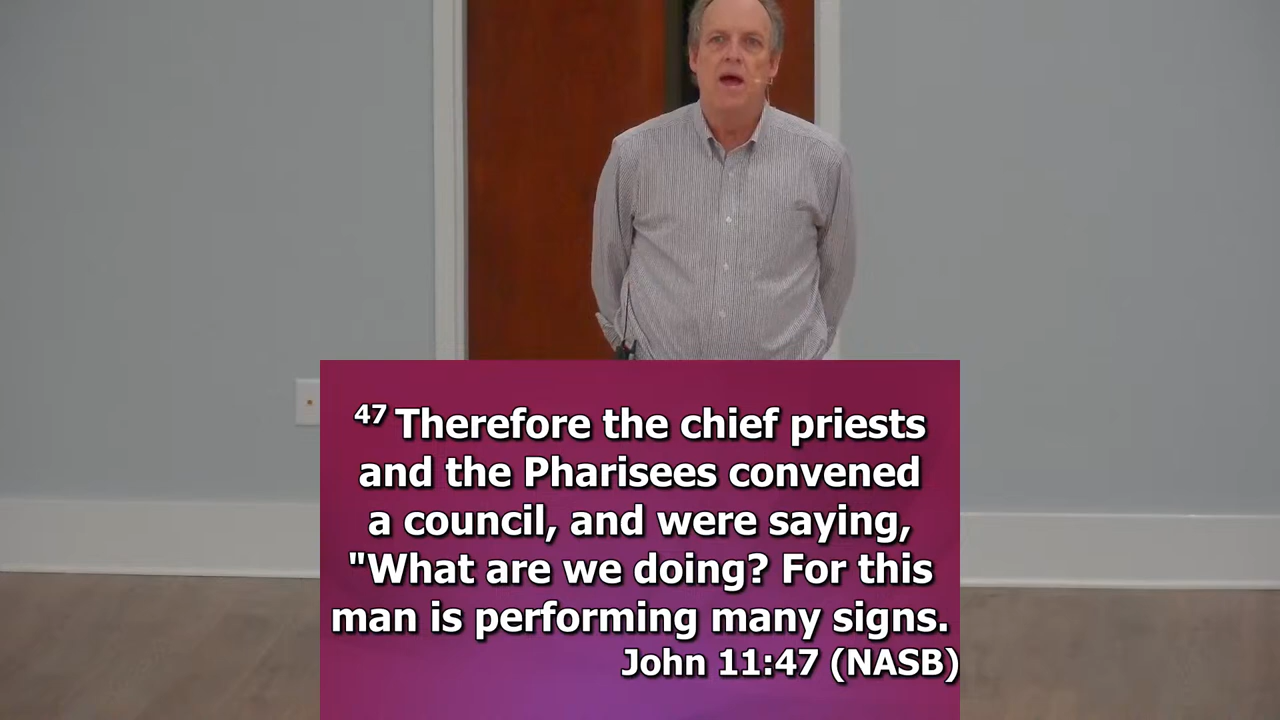 47 Therefore the chief priests
and the Pharisees convened
a council, and were saying,
"What are we doing? For this
man is performing many signs.
John 11:47 (NASB)